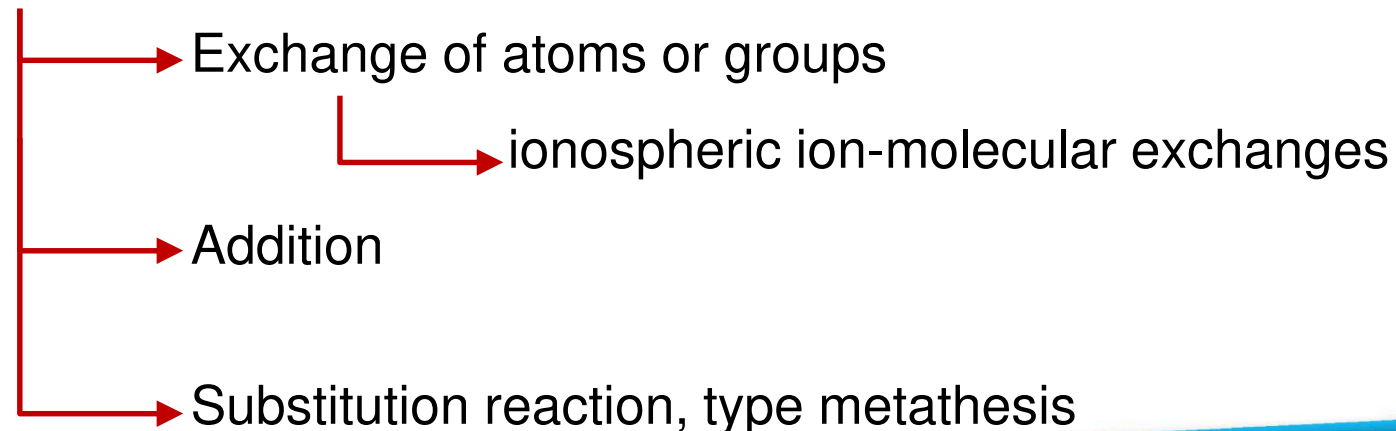 Exchange of atoms or groups
ionospheric ion-molecular exchanges
Addition
Substitution reaction, type metathesis